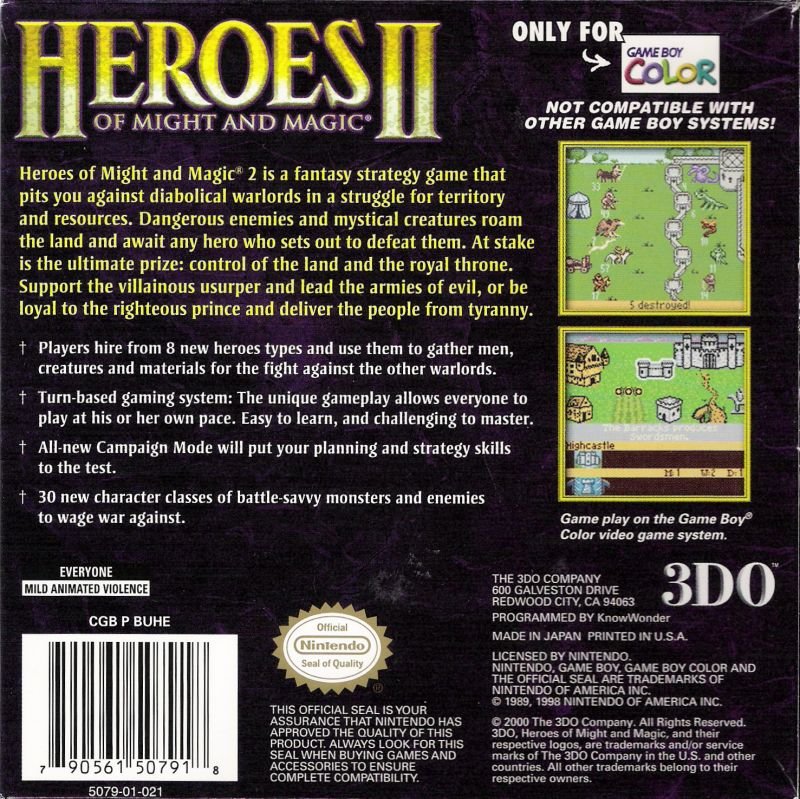 HEROES II
OF MIGHT AND MAGIC®
ONLY FOR
GAME BOY
COLOR
NOT COMPATIBLE WITH
OTHER GAME BOY SYSTEMS!
Heroes of Might and Magic® 2 is a fantasy strategy game that
pits you against diabolical warlords in a struggle for territory
and resources. Dangerous enemies and mystical creatures roam
the land and await any hero who sets out to defeat them. At stake
is the ultimate prize: control of the land and the royal throne.
Support the villainous usurper and lead the armies of evil, or be
loyal to the righteous prince and deliver the people from tyranny.
† Players hire from 8 new heroes types and use them to gather men,
creatures and materials for the fight against the other warlords.
† Turn-based gaming system: The unique gameplay allows everyone to
play at his or her own pace. Easy to learn, and challenging to master.
† All-new Campaign Mode will put your planning and strategy skills
to the test.
† 30 new character classes of battle-savvy monsters and enemies
to wage war against.
33
57
17
14
5 destroyed!
The Barracks produces
Swordsmen.
Highcastle
Game play on the Game Boy®
Color video game system.
EVERYONE
MILD ANIMATED VIOLENCE
CGB P BUHE
7 90561 50791 8
5079-01-021
Official
Nintendo
Seal of Quality
®
THIS OFFICIAL SEAL IS YOUR
ASSURANCE THAT NINTENDO HAS
APPROVED THE QUALITY OF THIS
PRODUCT. ALWAYS LOOK FOR THIS
SEAL WHEN BUYING GAMES AND
ACCESSORIES TO ENSURE
COMPLETE COMPATIBILITY.
THE 3DO COMPANY
600 GALVESTON DRIVE
REDWOOD CITY, CA 94063
3DO™
PROGRAMMED BY KnowWonder
MADE IN JAPAN PRINTED IN U.S.A.
LICENSED BY NINTENDO.
NINTENDO, GAME BOY, GAME BOY COLOR AND
THE OFFICIAL SEAL ARE TRADEMARKS OF
NINTENDO OF AMERICA INC.
© 1989, 1998 NINTENDO OF AMERICA INC.
© 2000 The 3DO Company. All Rights Reserved.
3DO, Heroes of Might and Magic, and their
respective logos, are trademarks and/or service
marks of The 3DO Company in the U.S. and other
countries. All other trademarks belong to their
respective owners.